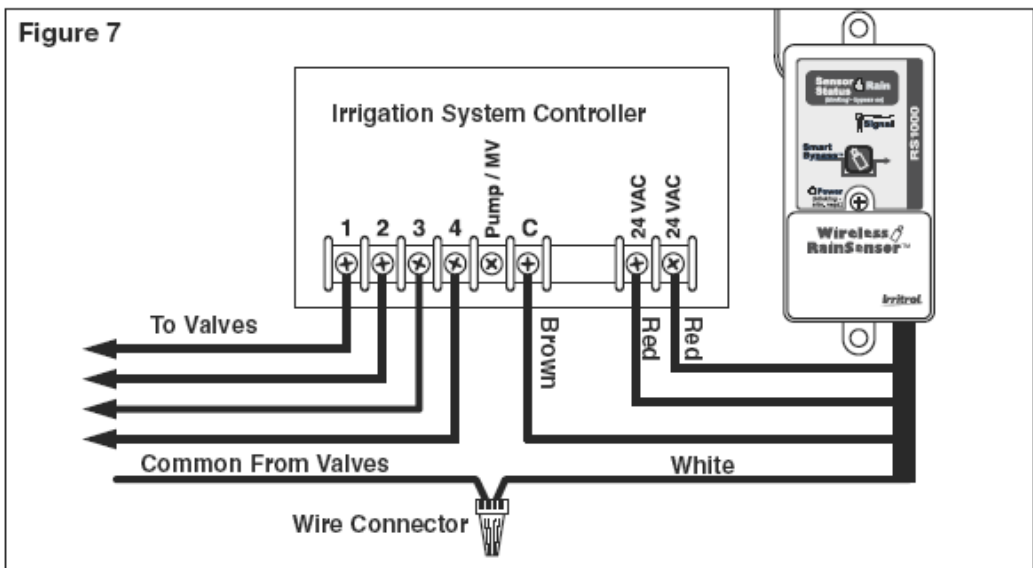 Figure 7
Irrigation System Controller
1
2
3
4
Pump / MV
C
24 VAC
24 VAC
To Valves
Brown
Red
Red
Common From Valves
White
Wire Connector
Sensor Status Rain
Signal
RS1000
Smart Bypass
Power
Wireless
RainSensor™
Irritrol